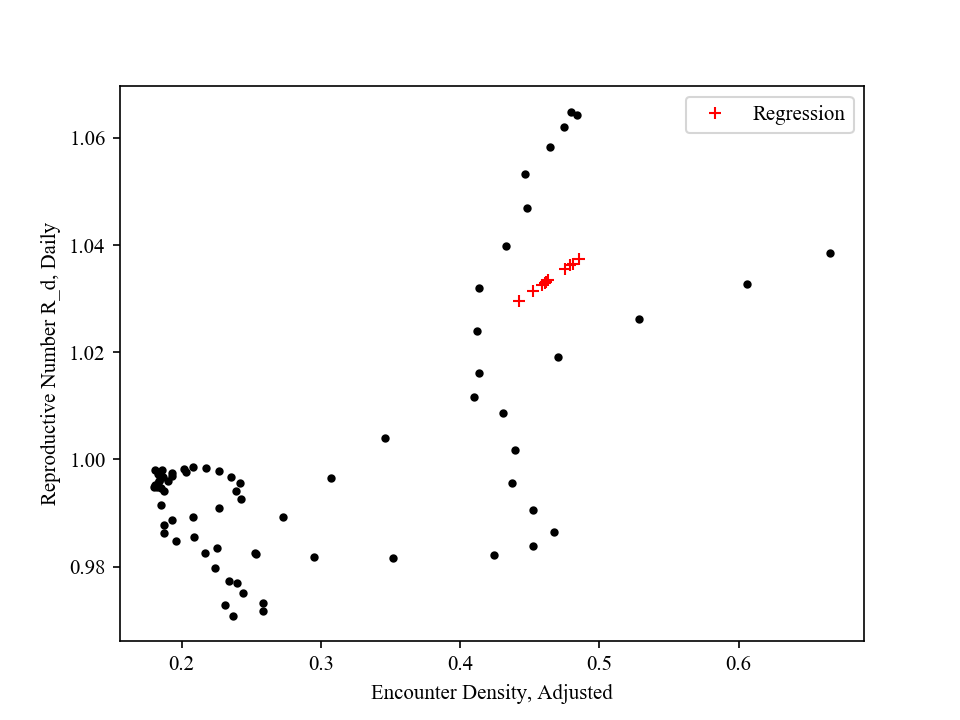 Regression
Reproductive Number R_d, Daily
1.06
1.04
1.02
1.00
0.98
0.2 0.3 0.4 0.5 0.6
Encounter Density, Adjusted